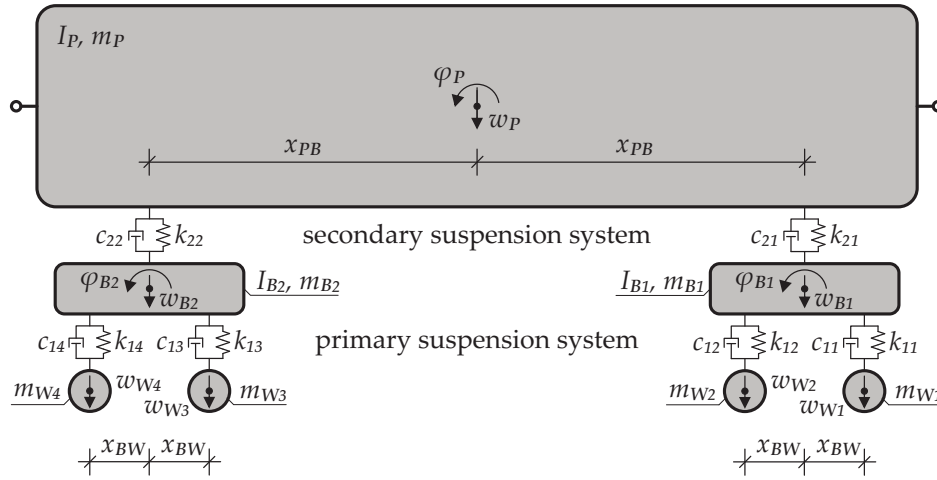 I_P, m_P
φ_P
w_P
x_PB x_PB
c_22 k_22 secondary suspension system c_21 k_21
φ_B2 w_B2 I_B2, m_B2 I_B1, m_B1 φ_B1 w_B1
c_14 k_14 c_13 k_13 primary suspension system c_12 k_12 c_11 k_11
m_W4 w_W4 w_W3 m_W3 m_W2 w_W2 w_W1 m_W1
x_BW x_BW x_BW x_BW